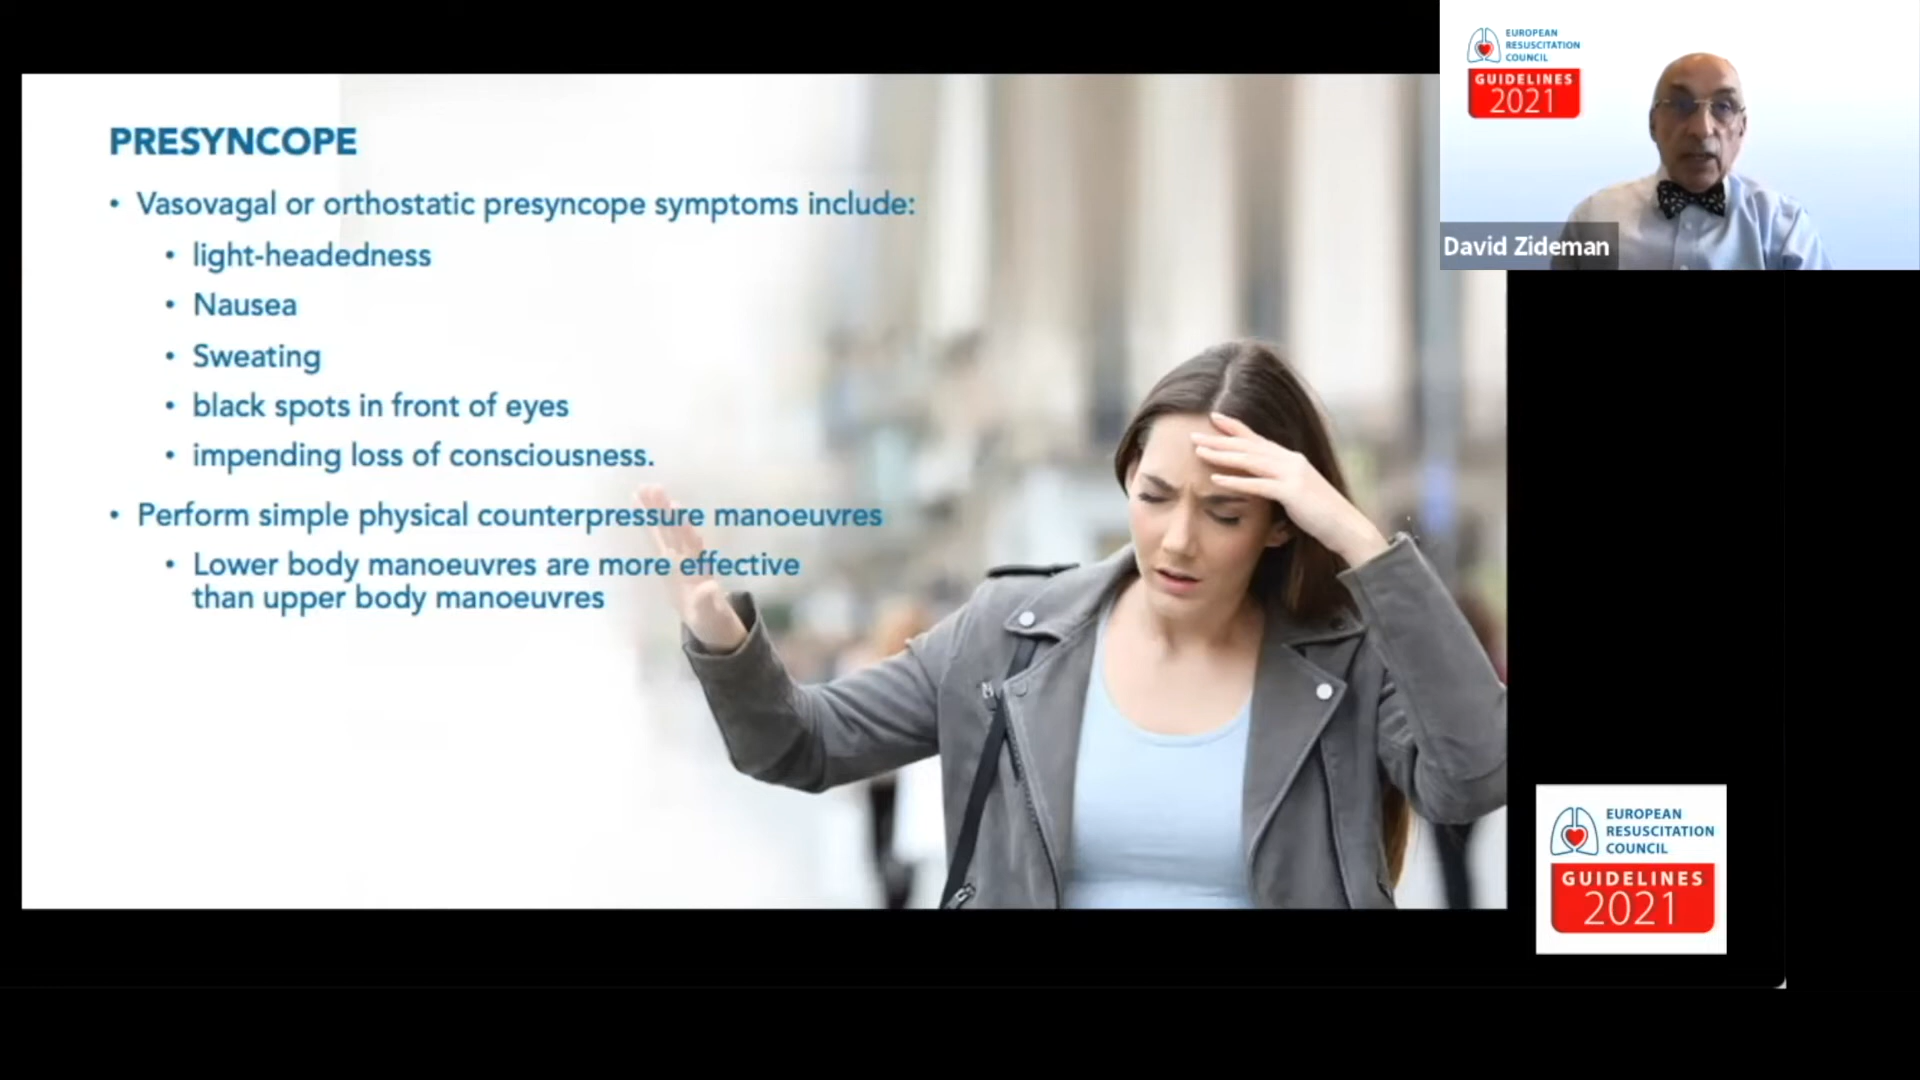 PRESYNCOPE
• Vasovagal or orthostatic presyncope symptoms include:
• light-headedness
• Nausea
• Sweating
• black spots in front of eyes
• impending loss of consciousness.
• Perform simple physical counterpressure manoeuvres
• Lower body manoeuvres are more effective
than upper body manoeuvres
EUROPEAN
RESUSCITATION
COUNCIL
GUIDELINES
2021
David Zideman
EUROPEAN
RESUSCITATION
COUNCIL
GUIDELINES
2021